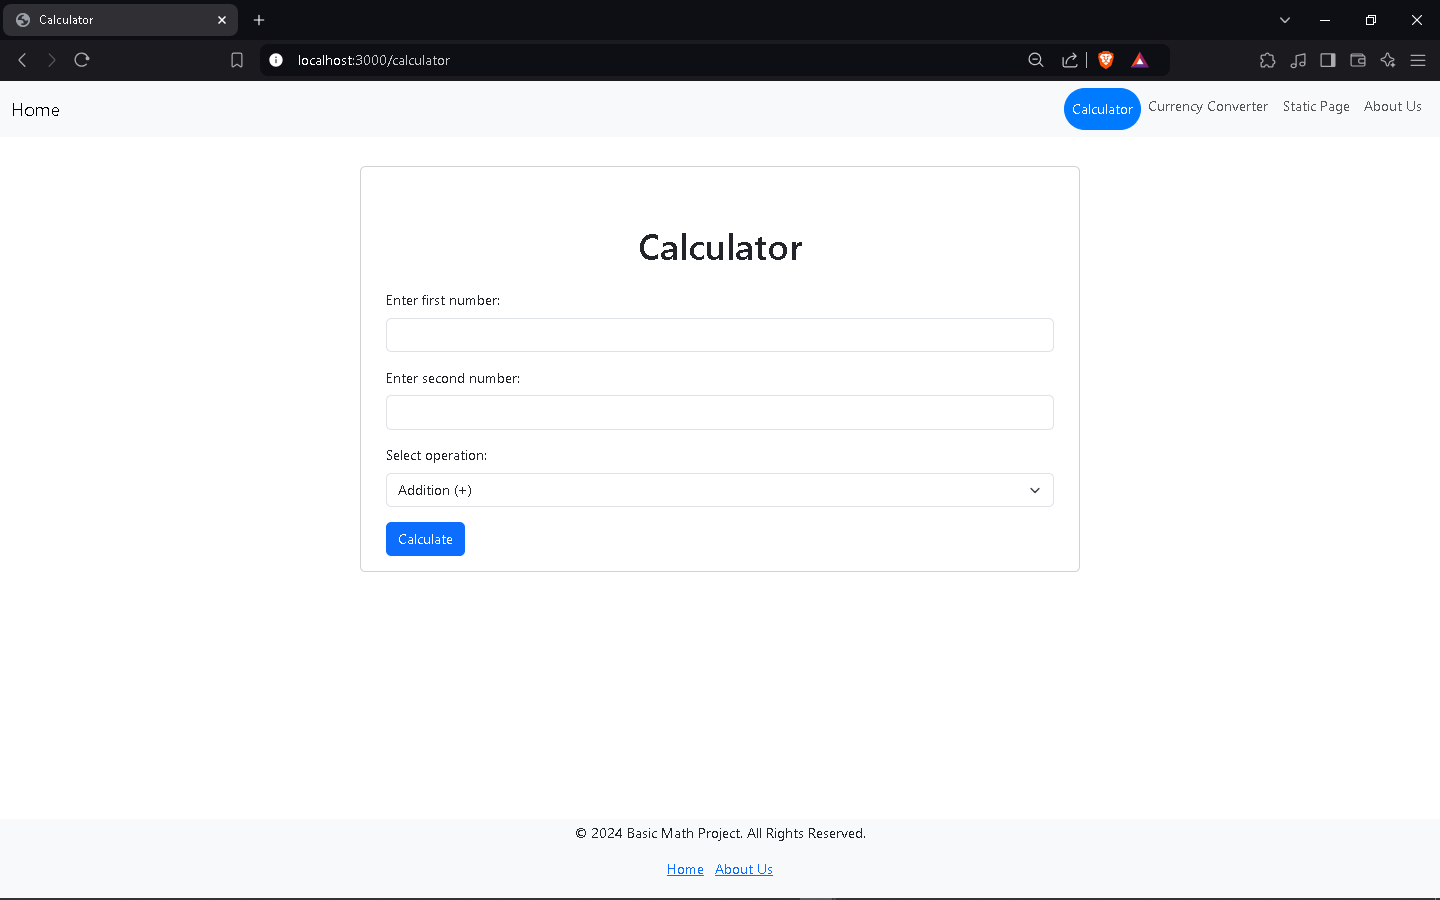 Calculator
localhost:3000/calculator
Home
Calculator Currency Converter Static Page About Us
Calculator
Enter first number:
Enter second number:
Select operation:
Addition (+)
Calculate
© 2024 Basic Math Project. All Rights Reserved.
Home About Us